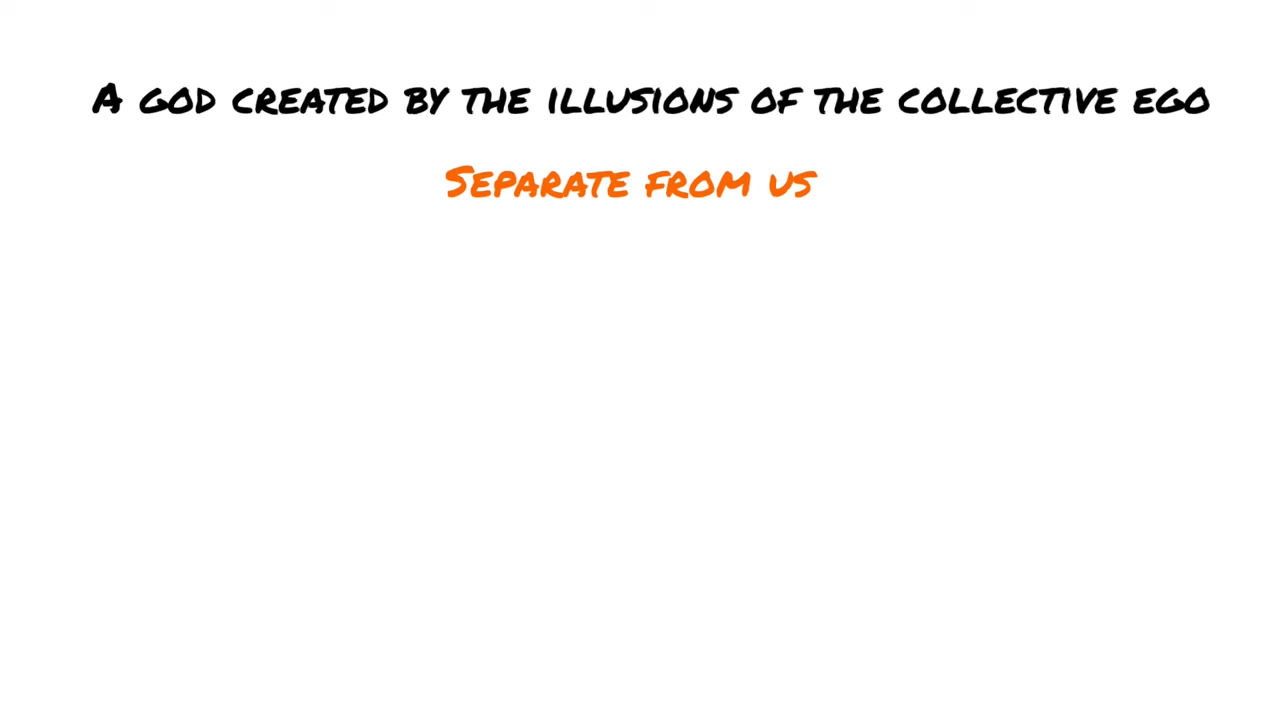 A god created by the illusions of the collective ego
Separate from us